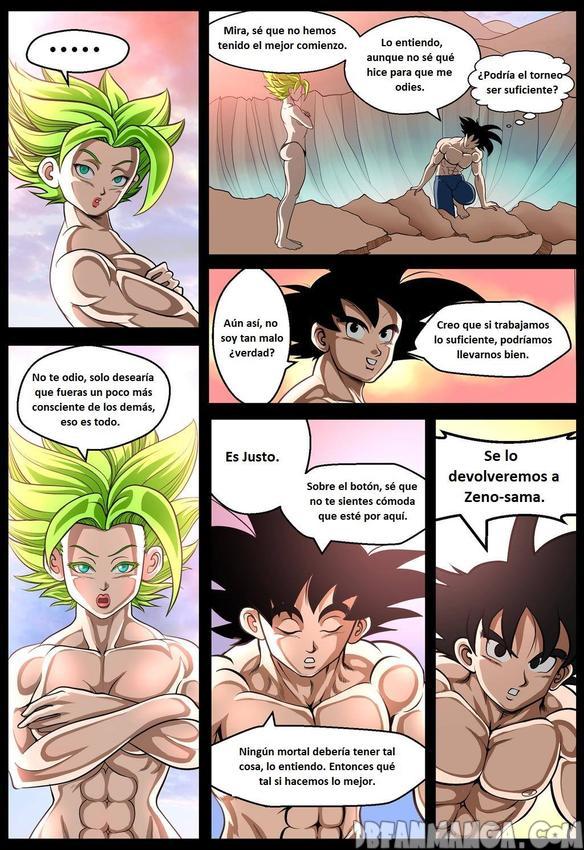 •••••
Mira, sé que no hemos
tenido el mejor comienzo.
Lo entiendo,
aunque no sé qué
hice para que me
odies.
¿Podría el torneo
ser suficiente?
Aún así, no
soy tan malo
¿verdad?
Creo que si trabajamos
lo suficiente, podríamos
llevarnos bien.
No te odio, solo desearía
que fueras un poco más
consciente de los demás,
eso es todo.
Es Justo.
Sobre el botón, sé que
no te sientes cómoda
que esté por aquí.
Ningún mortal debería tener tal
cosa, lo entiendo. Entonces qué
tal si hacemos lo mejor.
Se lo
devolveremos a
Zeno-sama.
DBFANMANGA.COM